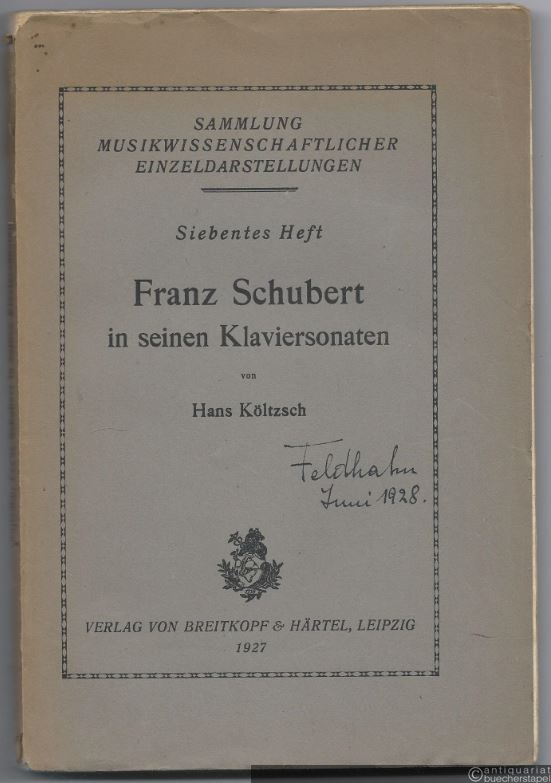 SAMMLUNG
MUSIKWISSENSCHAFTLICHER
EINZELDARSTELLUNGEN
Siebentes Heft
Franz Schubert
in seinen Klaviersonaten
von
Hans Költzsch
Feldhahn
Juni 1928.
VERLAG VON BREITKOPF & HÄRTEL, LEIPZIG
1927
antiquariat
buecherstapel